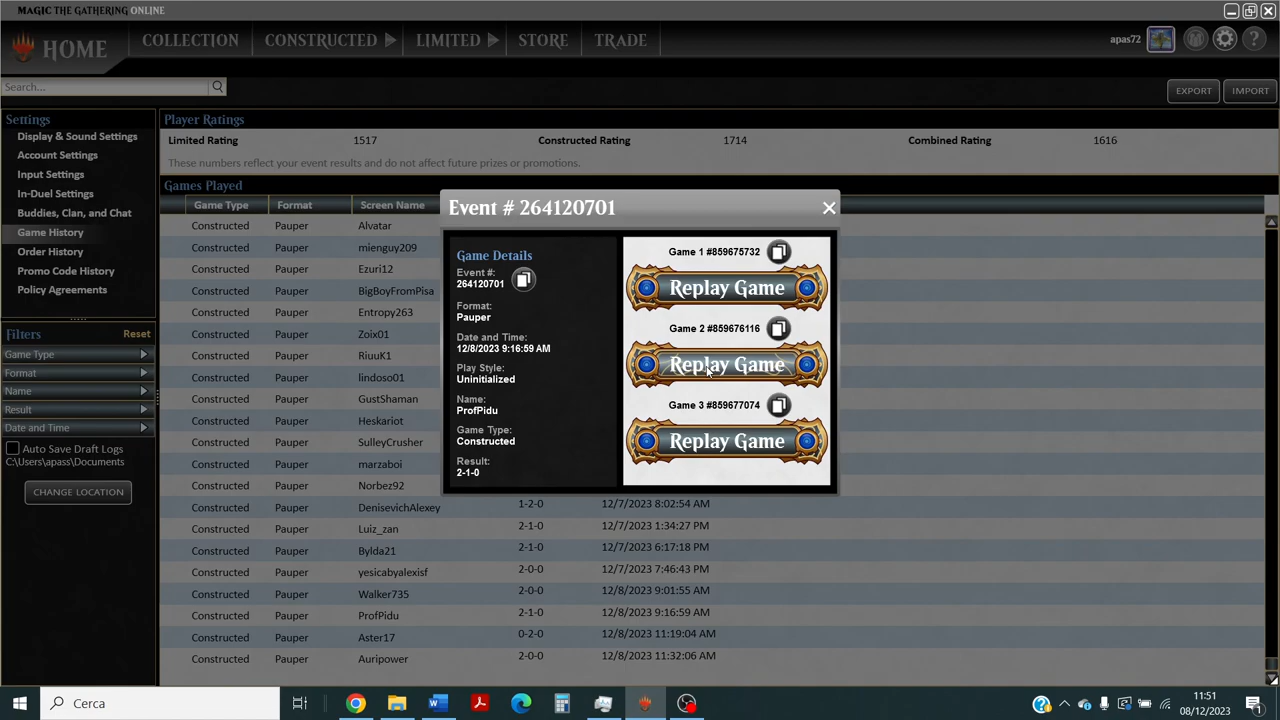 MAGIC THE GATHERING ONLINE
HOME
COLLECTION
CONSTRUCTED
LIMITED
STORE
TRADE
apas72
Search...
EXPORT
IMPORT
Settings
Display & Sound Settings
Account Settings
Input Settings
In-Duel Settings
Buddies, Clan, and Chat
Game History
Order History
Promo Code History
Policy Agreements
Filters Reset
Game Type
Format
Name
Result
Date and Time
Auto Save Draft Logs
C:\Users\apass\Documents
CHANGE LOCATION
Player Ratings
Limited Rating 1517 Constructed Rating 1714 Combined Rating 1616
These numbers reflect your event results and do not affect future prizes or promotions.
Games Played
Game Type Format Screen Name
Constructed Pauper Alvatar
Constructed Pauper mienguy209
Constructed Pauper Ezuri12
Constructed Pauper BigBoyFromPisa
Constructed Pauper Entropy263
Constructed Pauper Zoix01
Constructed Pauper RiuuK1
Constructed Pauper lindoso01
Constructed Pauper GustShaman
Constructed Pauper Heskariot
Constructed Pauper SulleyCrusher
Constructed Pauper marzaboi
Constructed Pauper Norbez92
Constructed Pauper DenisevichAlexey 1-2-0 12/7/2023 8:02:54 AM
Constructed Pauper Luiz_zan 2-1-0 12/7/2023 1:34:27 PM
Constructed Pauper Bylda21 2-1-0 12/7/2023 6:17:18 PM
Constructed Pauper yesicabyalexisf 2-0-0 12/7/2023 7:46:43 PM
Constructed Pauper Walker735 2-0-0 12/8/2023 9:01:55 AM
Constructed Pauper ProfPidu 2-1-0 12/8/2023 9:16:59 AM
Constructed Pauper Aster17 0-2-0 12/8/2023 11:19:04 AM
Constructed Pauper Auripower 2-0-0 12/8/2023 11:32:06 AM
Event # 264120701
Game Details
Event #:
264120701
Format:
Pauper
Date and Time:
12/8/2023 9:16:59 AM
Play Style:
Uninitialized
Name:
ProfPidu
Game Type:
Constructed
Result:
2-1-0
Game 1 #859675732
Replay Game
Game 2 #859676116
Replay Game
Game 3 #859677074
Replay Game
Cerca
11:51
08/12/2023
1